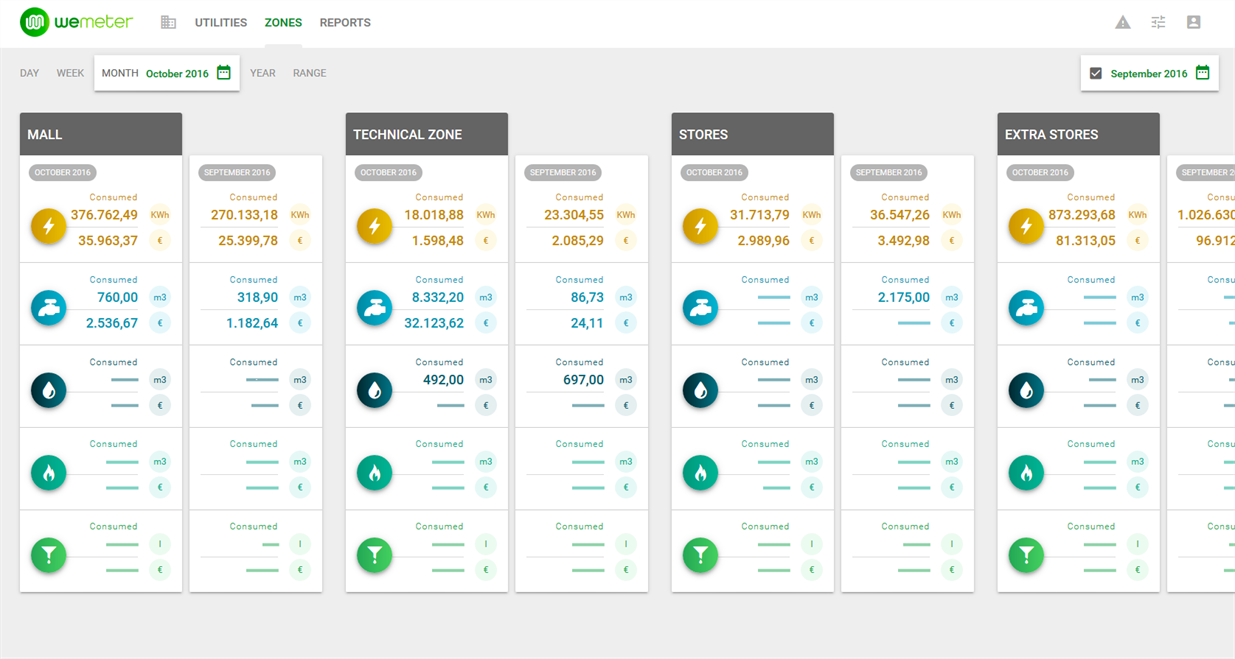 wemeter
UTILITIES ZONES REPORTS
DAY WEEK MONTH October 2016 YEAR RANGE
September 2016
MALL
OCTOBER 2016
Consumed
376.762,49 KWh
35.963,37 €
Consumed
760,00 m3
2.536,67 €
Consumed
m3
€
Consumed
m3
€
Consumed
l
€
SEPTEMBER 2016
Consumed
270.133,18 KWh
25.399,78 €
Consumed
318,90 m3
1.182,64 €
Consumed
m3
€
Consumed
m3
€
Consumed
l
€
TECHNICAL ZONE
OCTOBER 2016
Consumed
18.018,88 KWh
1.598,48 €
Consumed
8.332,20 m3
32.123,62 €
Consumed
492,00 m3
€
Consumed
m3
€
Consumed
l
€
SEPTEMBER 2016
Consumed
23.304,55 KWh
2.085,29 €
Consumed
86,73 m3
24,11 €
Consumed
697,00 m3
€
Consumed
m3
€
Consumed
l
€
STORES
OCTOBER 2016
Consumed
31.713,79 KWh
2.989,96 €
Consumed
m3
€
Consumed
m3
€
Consumed
m3
€
Consumed
l
€
SEPTEMBER 2016
Consumed
36.547,26 KWh
3.492,98 €
Consumed
2.175,00 m3
€
Consumed
m3
€
Consumed
m3
€
Consumed
l
€
EXTRA STORES
OCTOBER 2016
Consumed
873.293,68 KWh
81.313,05 €
Consumed
m3
€
Consumed
m3
€
Consumed
m3
€
Consumed
l
€
SEPTEMBER 2
Consu
1.026.630
96.912
Consu
Consu
Consu
Consu